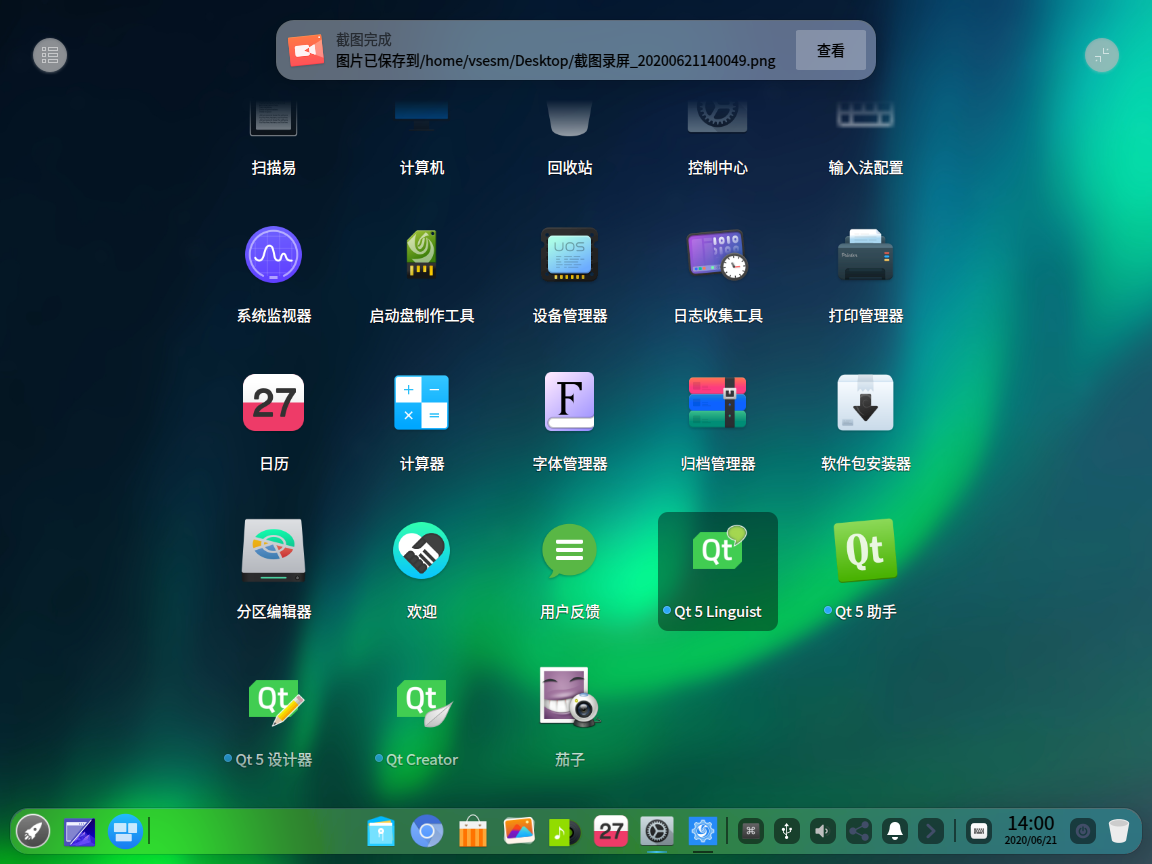 截图完成
图片已保存到/home/vsesm/Desktop/截图录屏_20200621140049.png
查看
扫描易
计算机
回收站
控制中心
输入法配置
UOS
1010
Printers
系统监视器
启动盘制作工具
设备管理器
日志收集工具
打印管理器
27
F
日历
计算器
字体管理器
归档管理器
软件包安装器
Qt
Qt
分区编辑器
欢迎
用户反馈
Qt 5 Linguist
Qt 5 助手
Qt
Qt
Qt 5 设计器
Qt Creator
茄子
27
14:00
2020/06/21